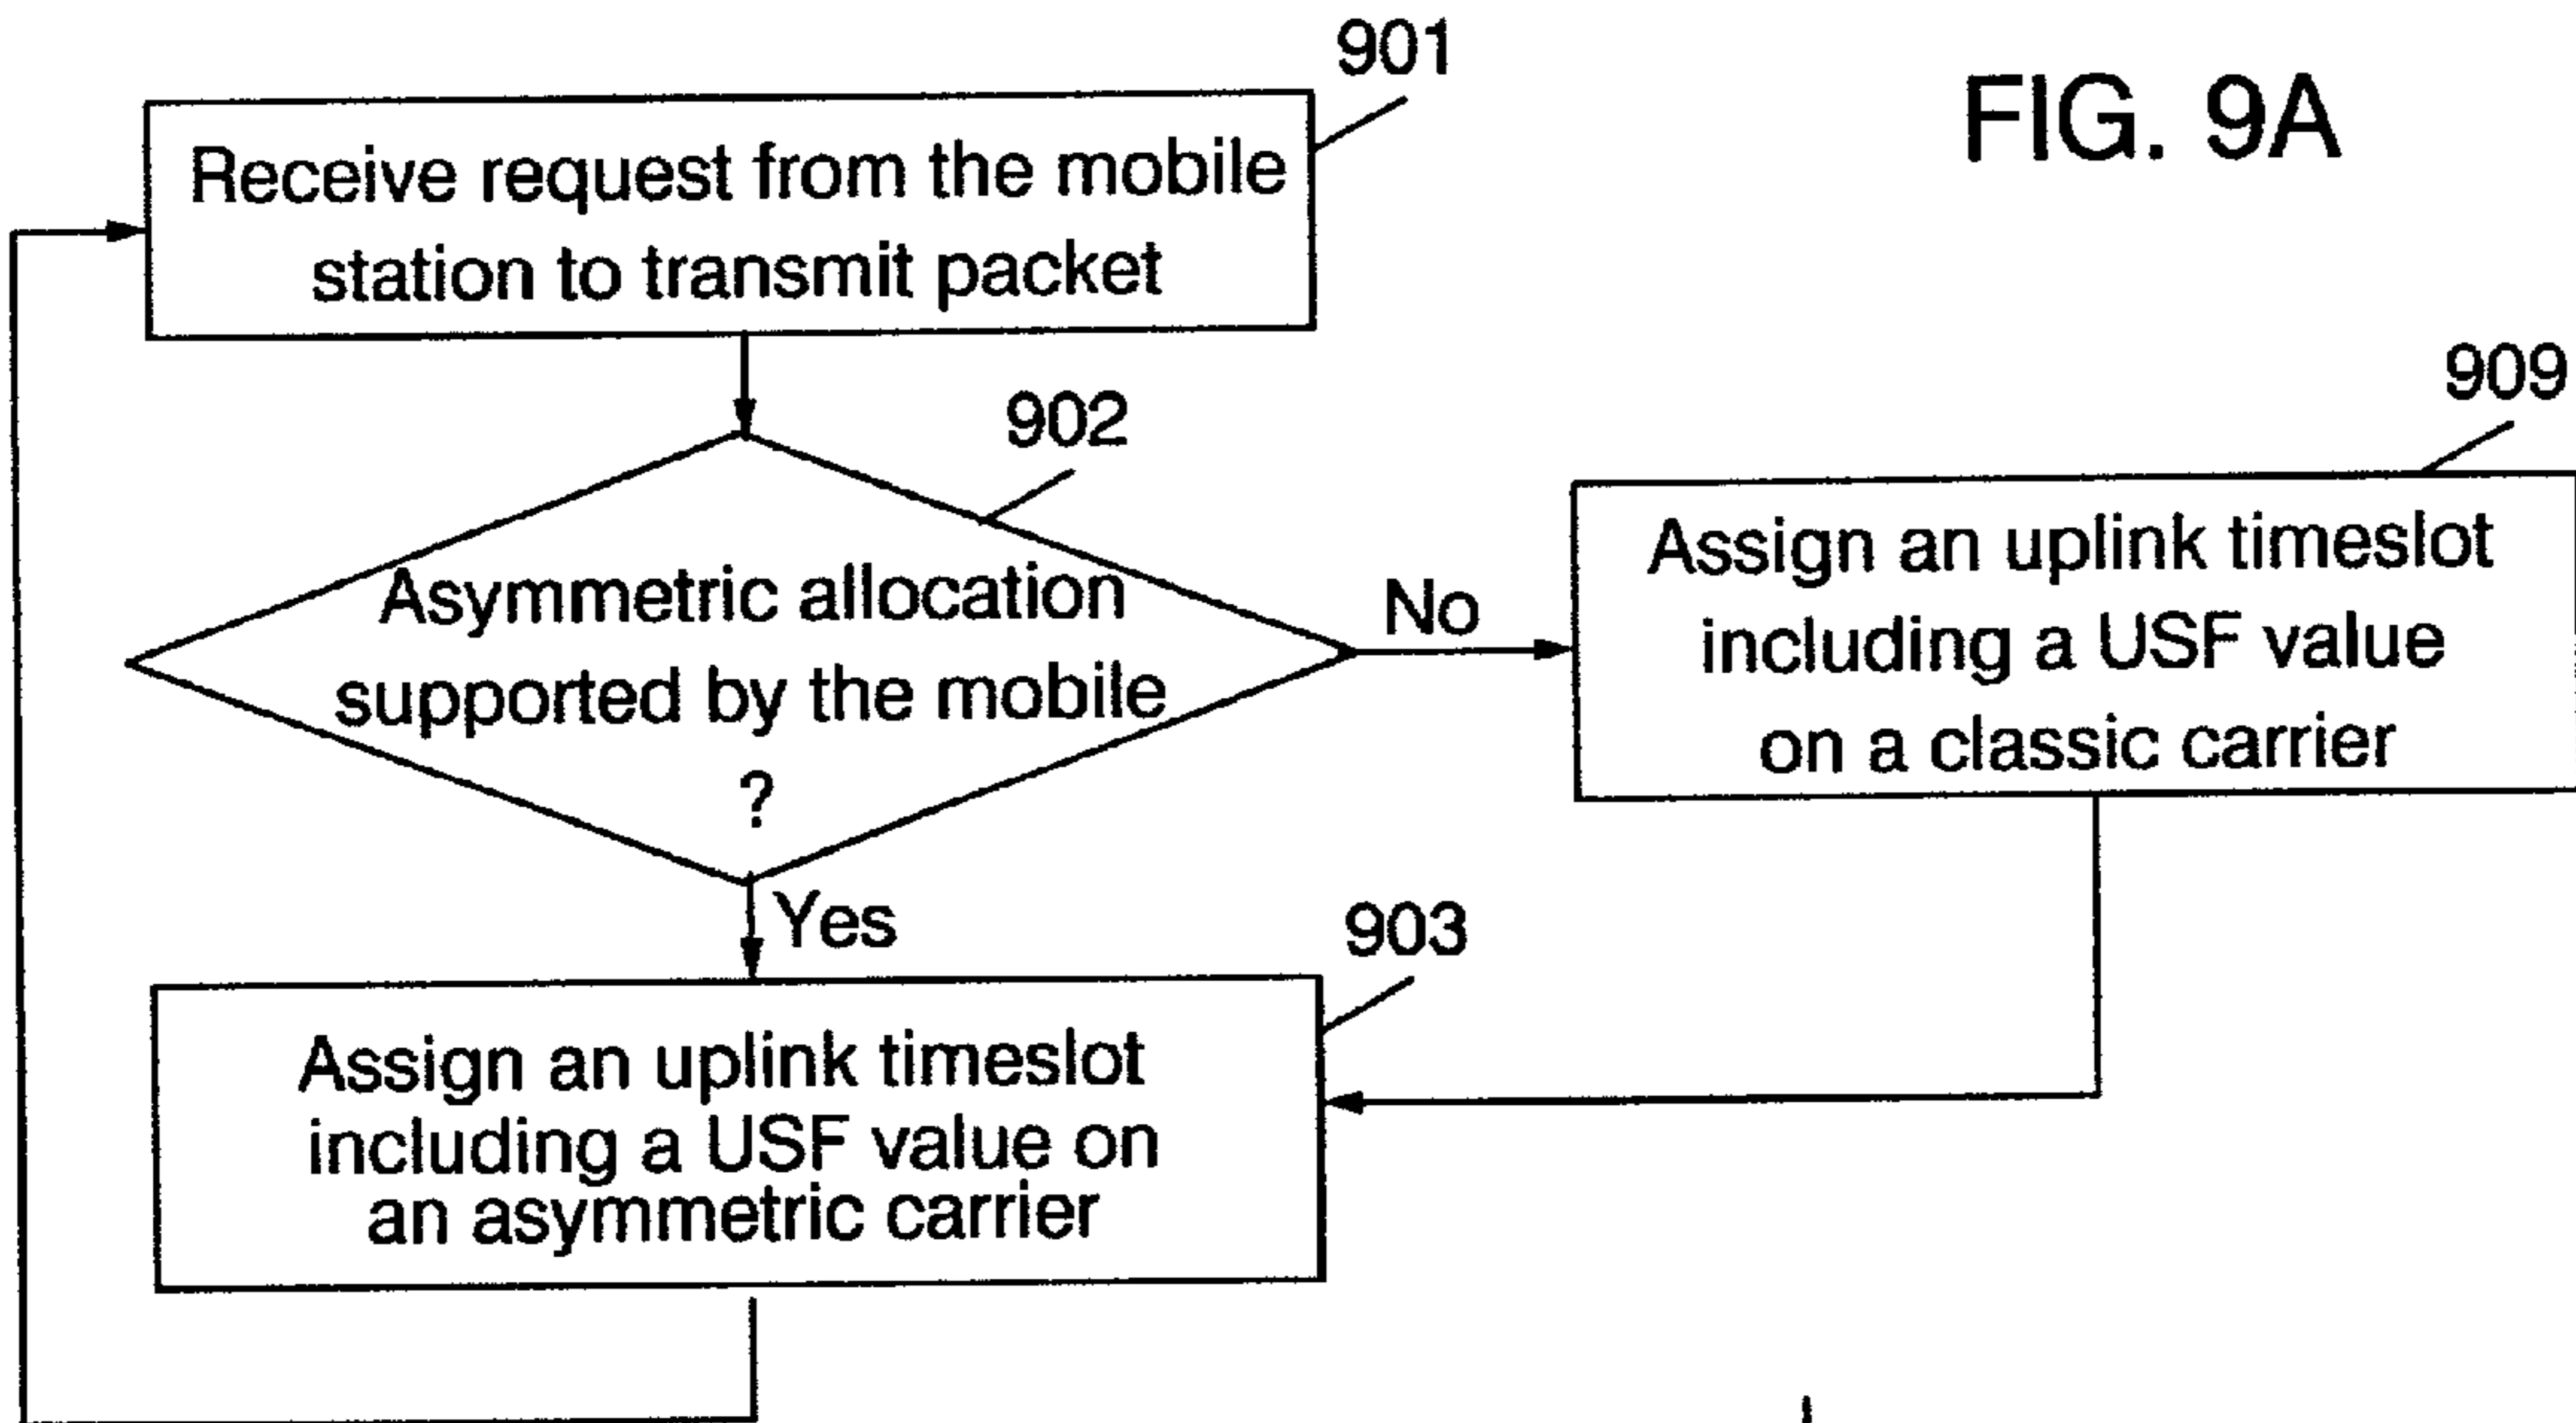 901
FIG. 9A
Receive request from the mobile
station to transmit packet
902
909
Asymmetric allocation
supported by the mobile
?
No
Assign an uplink timeslot
including a USF value
on a classic carrier
Yes
903
Assign an uplink timeslot
including a USF value on
an asymmetric carrier